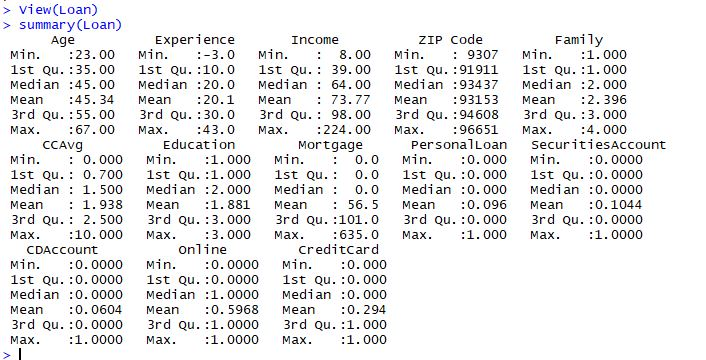 > View(Loan)
> summary(Loan)
Age Experience Income ZIP Code Family
Min. :23.00 Min. :-3.0 Min. : 8.00 Min. : 9307 Min. :1.000
1st Qu.:35.00 1st Qu.:10.0 1st Qu.: 39.00 1st Qu.:91911 1st Qu.:1.000
Median :45.00 Median :20.0 Median : 64.00 Median :93437 Median :2.000
Mean :45.34 Mean :20.1 Mean : 73.77 Mean :93153 Mean :2.396
3rd Qu.:55.00 3rd Qu.:30.0 3rd Qu.: 98.00 3rd Qu.:94608 3rd Qu.:3.000
Max. :67.00 Max. :43.0 Max. :224.00 Max. :96651 Max. :4.000
CCAvg Education Mortgage PersonalLoan SecuritiesAccount
Min. : 0.000 Min. :1.000 Min. : 0.0 Min. :0.000 Min. :0.0000
1st Qu.: 0.700 1st Qu.:1.000 1st Qu.: 0.0 1st Qu.:0.000 1st Qu.:0.0000
Median : 1.500 Median :2.000 Median : 0.0 Median :0.000 Median :0.0000
Mean : 1.938 Mean :1.881 Mean : 56.5 Mean :0.096 Mean :0.1044
3rd Qu.: 2.500 3rd Qu.:3.000 3rd Qu.:101.0 3rd Qu.:0.000 3rd Qu.:0.0000
Max. :10.000 Max. :3.000 Max. :635.0 Max. :1.000 Max. :1.0000
CDAccount Online CreditCard
Min. :0.0000 Min. :0.0000 Min. :0.000
1st Qu.:0.0000 1st Qu.:0.0000 1st Qu.:0.000
Median :0.0000 Median :1.0000 Median :0.000
Mean :0.0604 Mean :0.5968 Mean :0.294
3rd Qu.:0.0000 3rd Qu.:1.0000 3rd Qu.:1.000
Max. :1.0000 Max. :1.0000 Max. :1.000
>